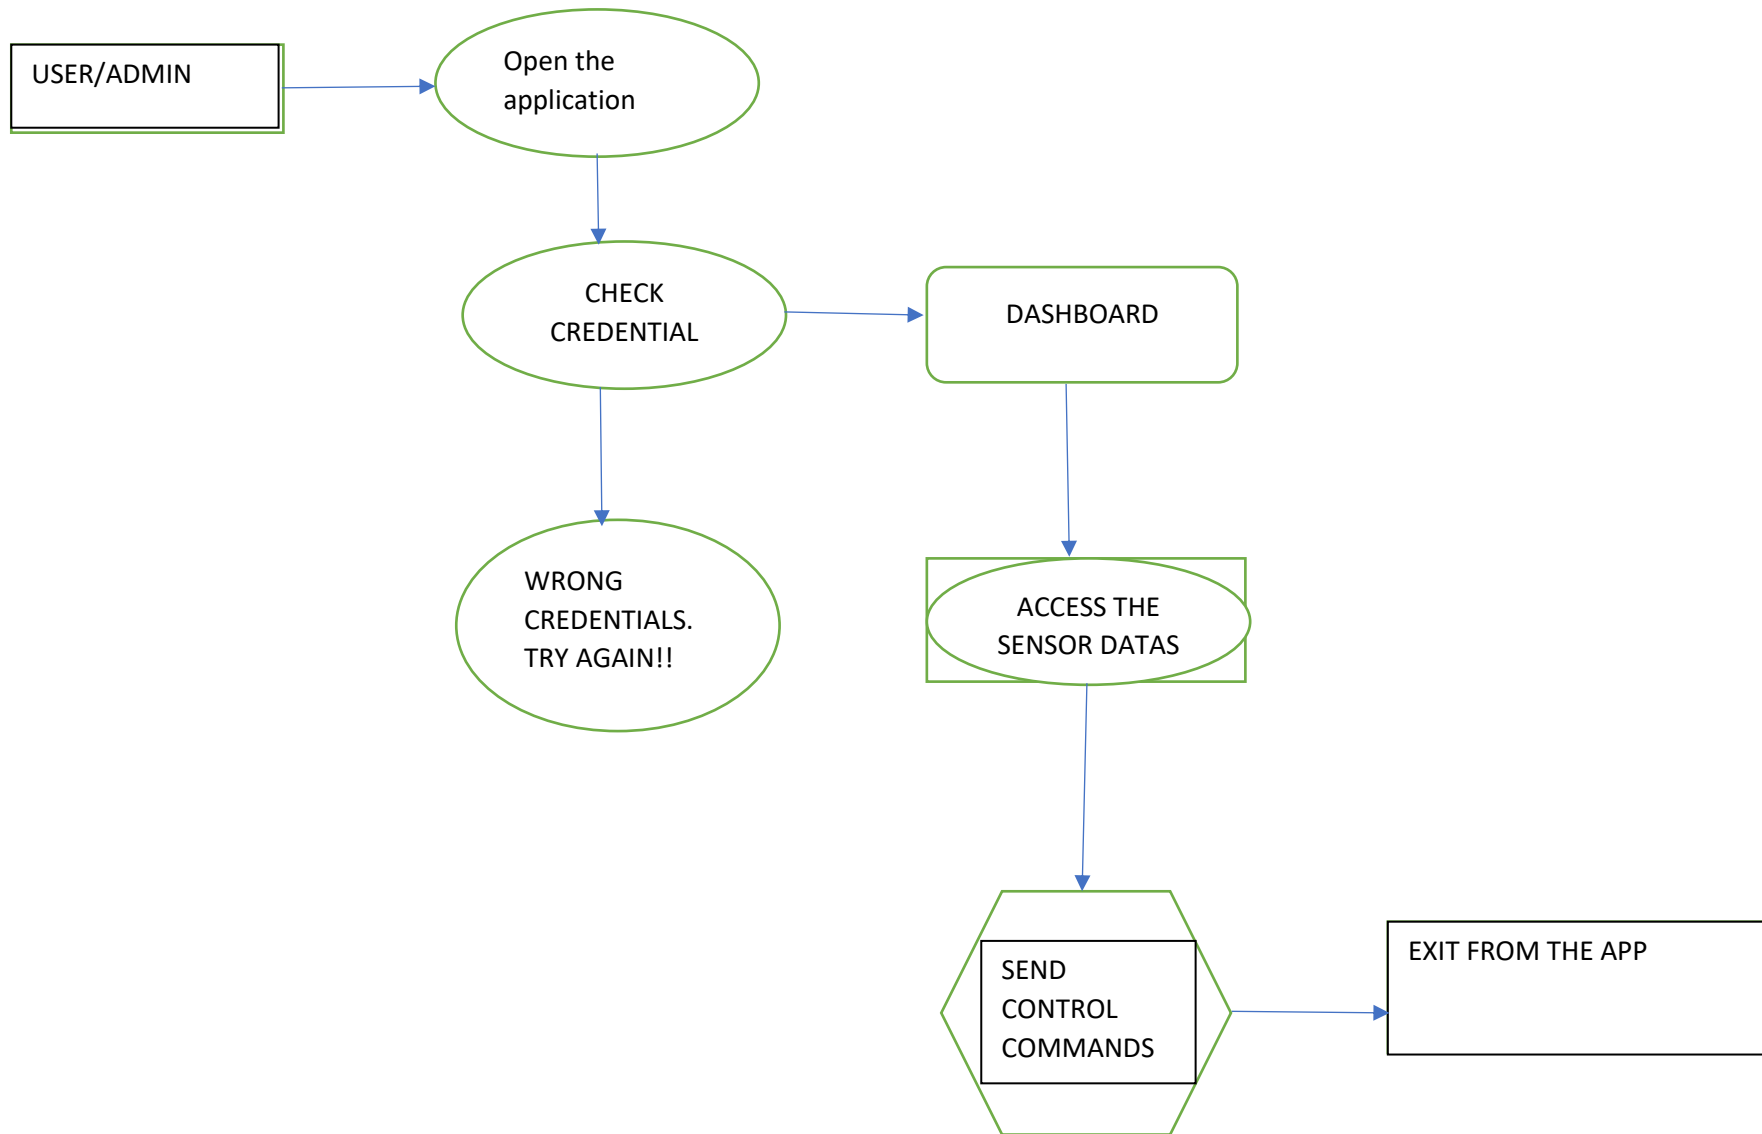 USER/ADMIN
Open the
application
CHECK
CREDENTIAL
DASHBOARD
WRONG
CREDENTIALS.
TRY AGAIN!!
ACCESS THE
SENSOR DATAS
SEND
CONTROL
COMMANDS
EXIT FROM THE APP